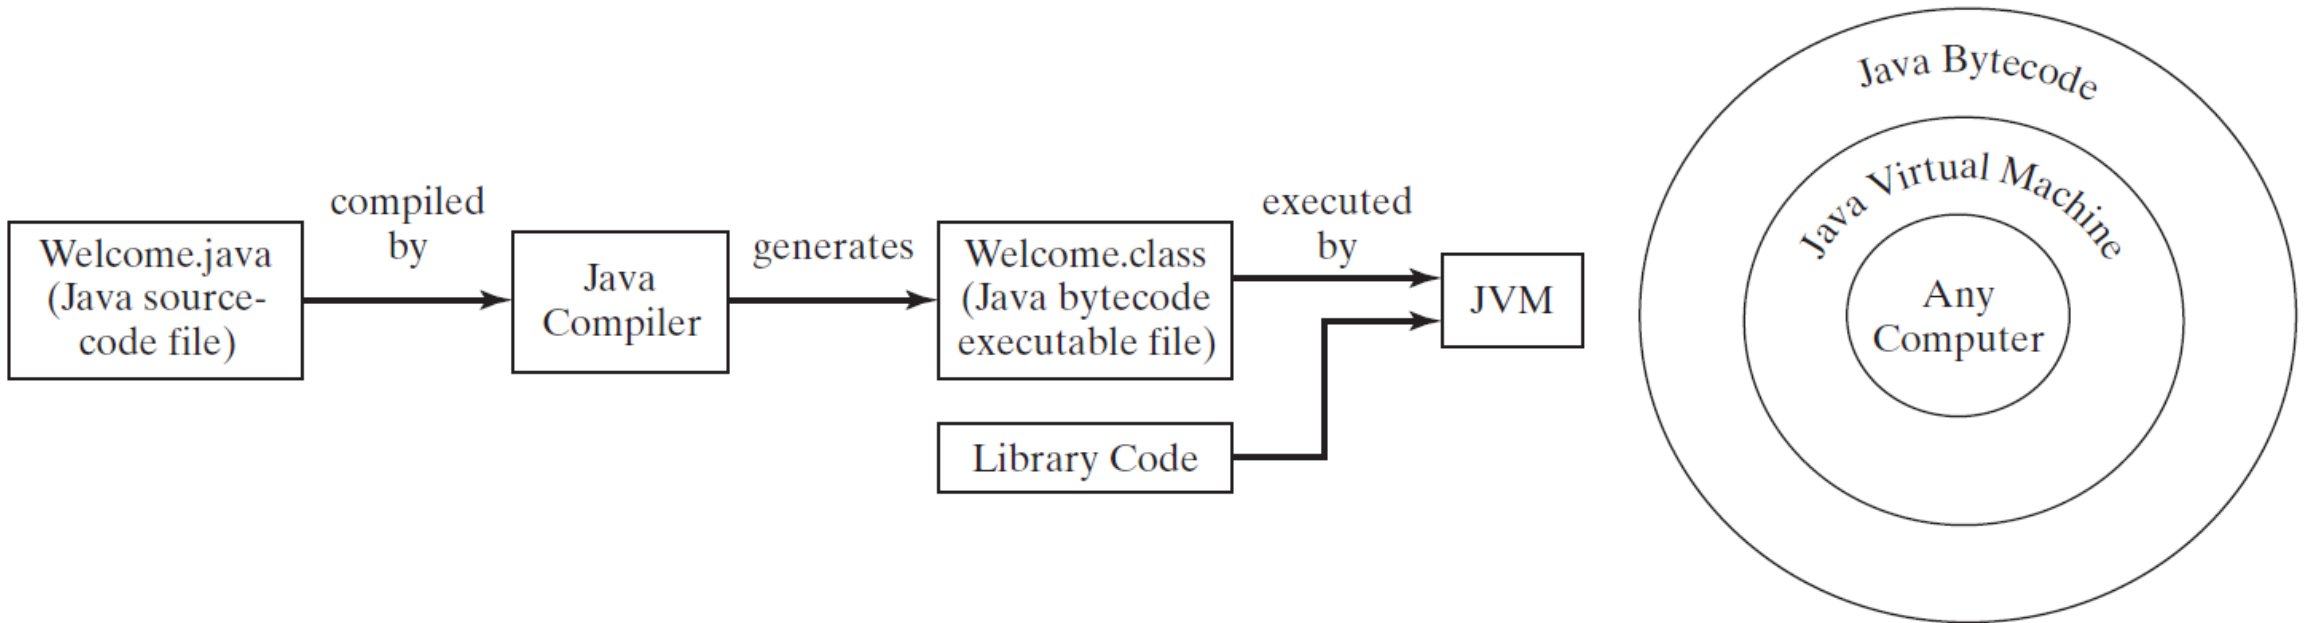 Welcome.java
(Java source-
code file)
compiled
by
Java
Compiler
generates
Welcome.class
(Java bytecode
executable file)
executed
by
JVM
Library Code
Java Bytecode
Java Virtual Machine
Any
Computer